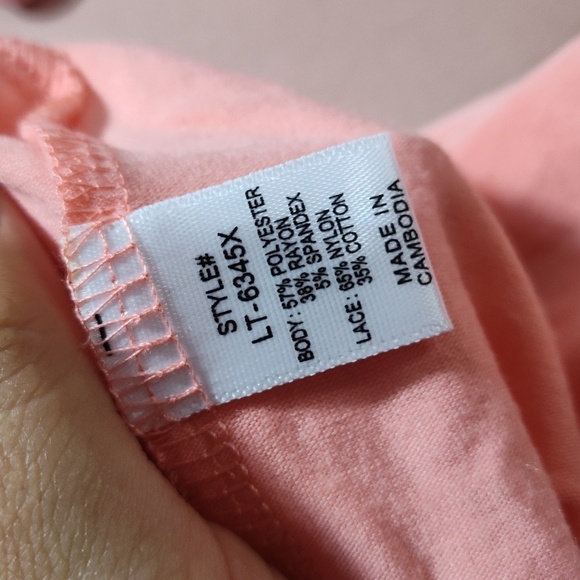 STYLE#
LT-6345X
BODY: 57% POLYESTER
38% RAYON
5% SPANDEX
LACE: 65% NYLON
35% COTTON
MADE IN
CAMBODIA